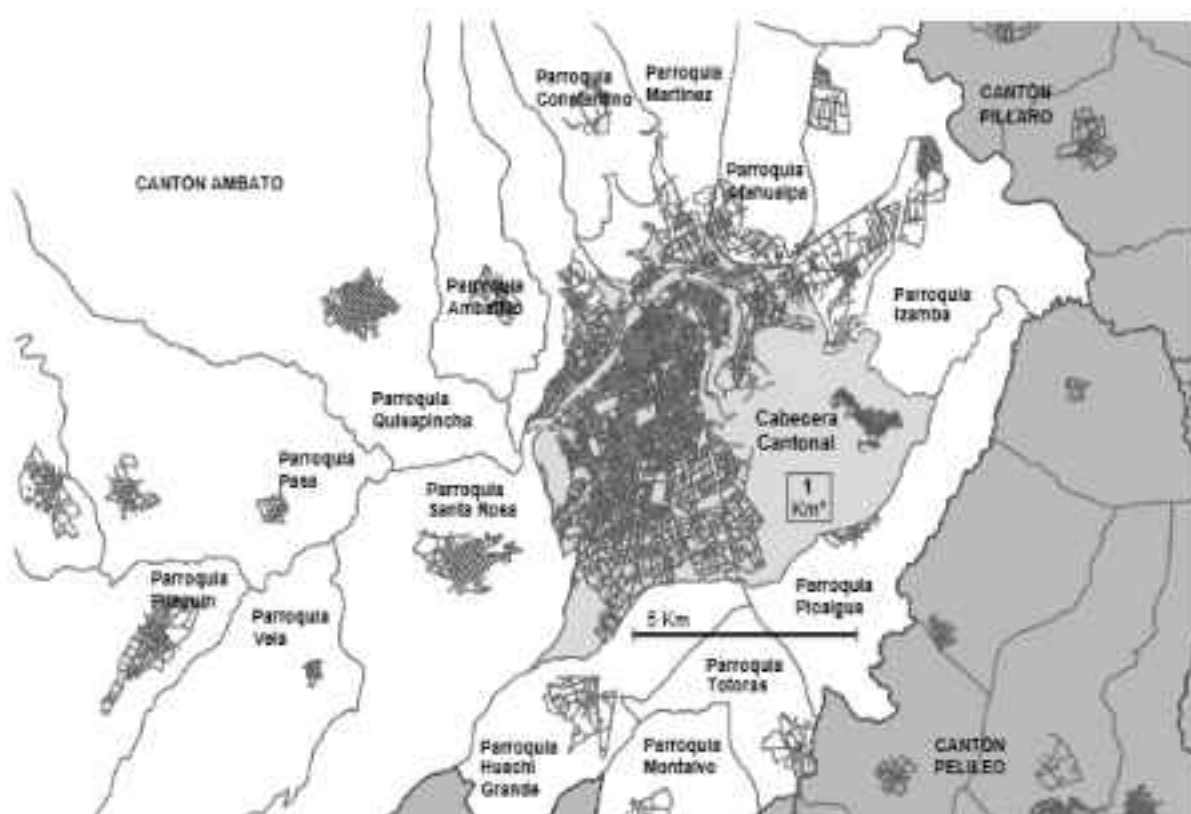 Parroquia
Constantino
Parroquia
Martínez
CANTÓN
PILLARO
CANTÓN AMBATO
Parroquia
Atahualpa
Parroquia
Ambatillo
Parroquia
Izamba
Parroquia
Quisapincha
Cabecera
Cantonal
Parroquia
Pasa
Parroquia
Santa Rosa
1
Km²
Parroquia
Pilaguin
Parroquia
Vela
Parroquia
Picaigua
5 Km
Parroquia
Totoras
Parroquia
Huachi
Grande
Parroquia
Montalvo
CANTÓN
PELILEO